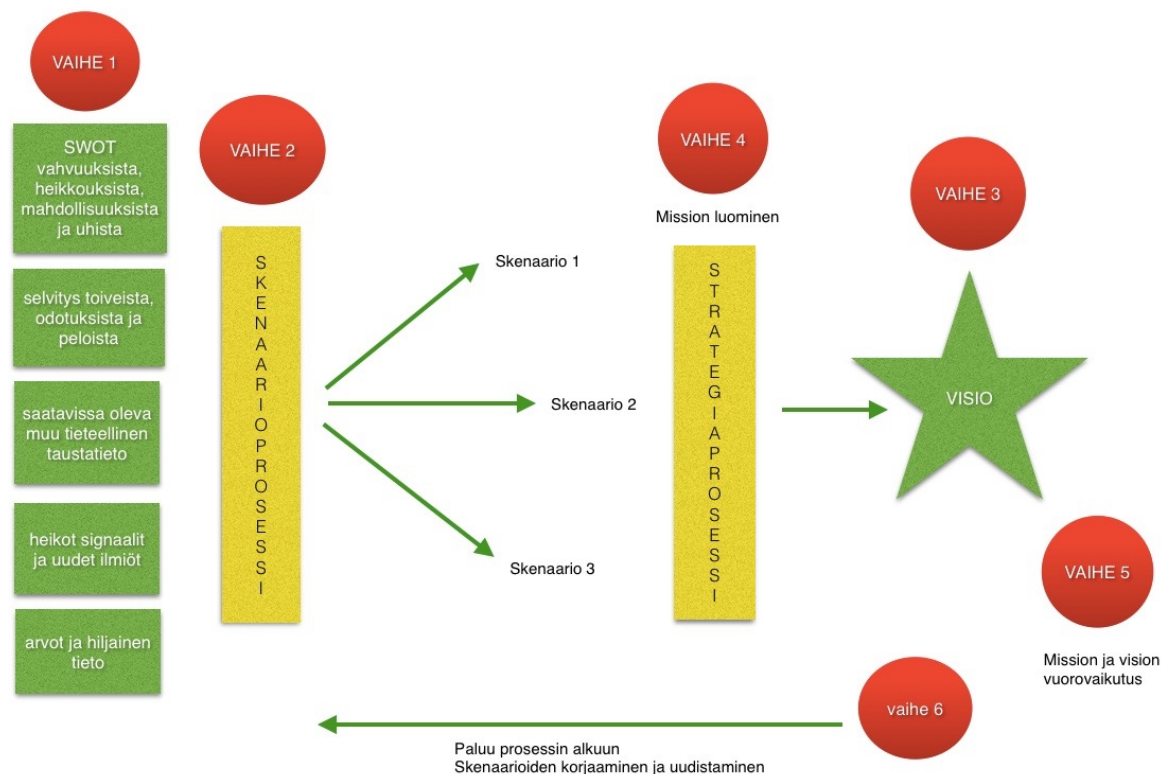 VAIHE 1
SWOT
vahvuuksista,
heikkouksista,
mahdollisuuksista
ja uhista
selvitys toiveista,
odotuksista ja
peloista
saatavissa oleva
muu tieteellinen
taustatieto
heikot signaalit
ja uudet ilmiöt
arvot ja hiljainen
tieto
VAIHE 2
SKENAARIOPROSESSI
Skenaario 1
Skenaario 2
Skenaario 3
VAIHE 4
Mission luominen
STRATEGIAPROSESSI
VAIHE 3
VISIO
VAIHE 5
Mission ja vision
vuorovaikutus
vaihe 6
Paluu prosessin alkuun
Skenaarioiden korjaaminen ja uudistaminen